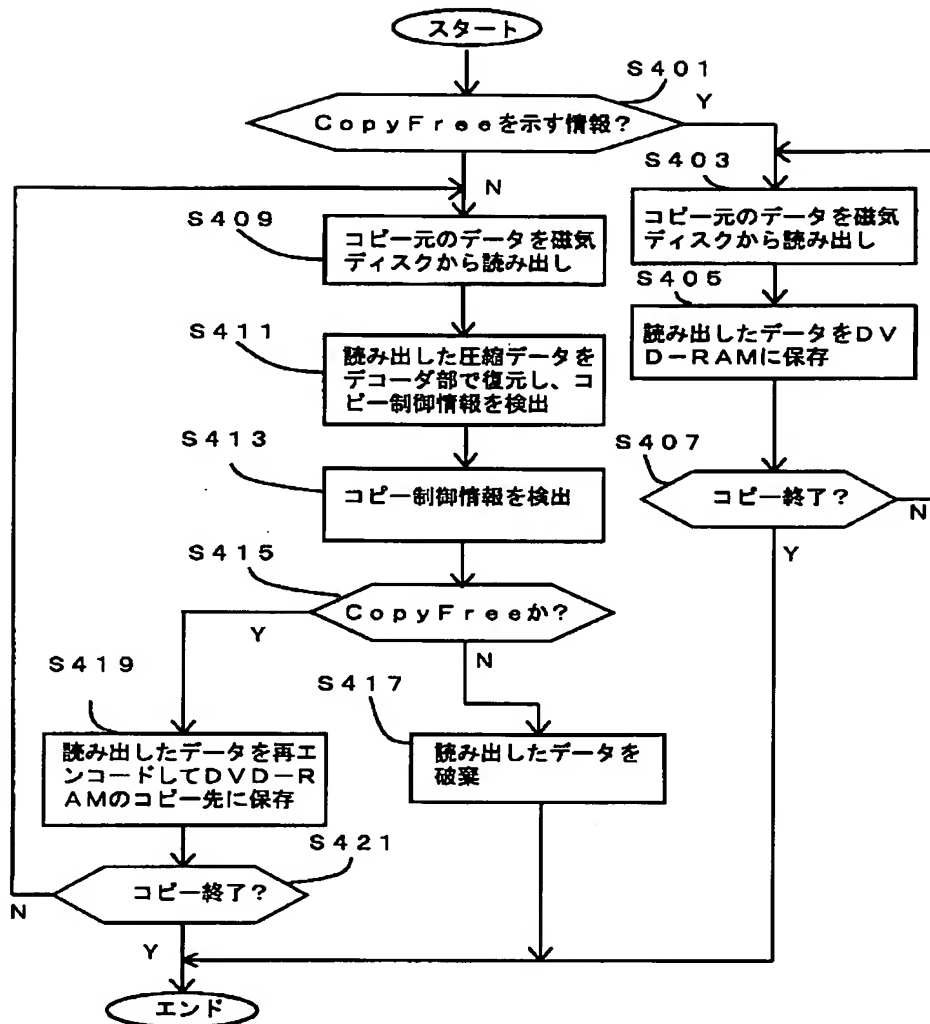 スタート
S401
CopyFreeを示す情報?
Y
N
S403
コピー元のデータを磁気
ディスクから読み出し
S405
読み出したデータをDV
D-RAMに保存
S407
コピー終了?
N
Y
S409
コピー元のデータを磁気
ディスクから読み出し
S411
読み出した圧縮データを
デコーダ部で復元し、コ
ピー制御情報を検出
S413
コピー制御情報を検出
S415
CopyFreeか?
Y
N
S417
読み出したデータを
破棄
S419
読み出したデータを再エ
ンコードしてDVD-R
AMのコピー先に保存
S421
コピー終了?
N
Y
エンド